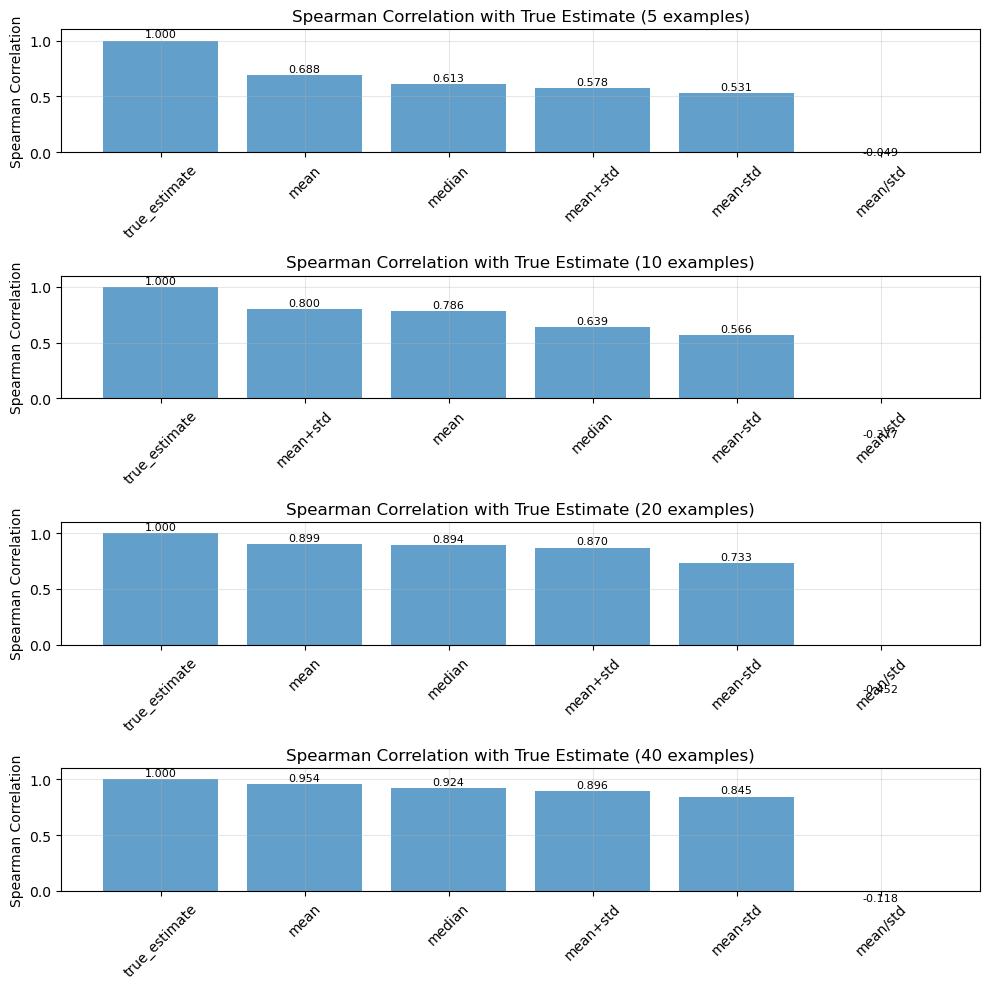 Spearman Correlation with True Estimate (5 examples)
Spearman Correlation
1.0
0.5
0.0
1.000
0.688
0.613
0.578
0.531
-0.049
true_estimate
mean
median
mean+std
mean-std
mean/std
Spearman Correlation with True Estimate (10 examples)
Spearman Correlation
1.0
0.5
0.0
1.000
0.800
0.786
0.639
0.566
-0.377
true_estimate
mean+std
mean
median
mean-std
mean/std
Spearman Correlation with True Estimate (20 examples)
Spearman Correlation
1.0
0.5
0.0
1.000
0.899
0.894
0.870
0.733
-0.452
true_estimate
mean
median
mean+std
mean-std
mean/std
Spearman Correlation with True Estimate (40 examples)
Spearman Correlation
1.0
0.5
0.0
1.000
0.954
0.924
0.896
0.845
-0.118
true_estimate
mean
median
mean+std
mean-std
mean/std